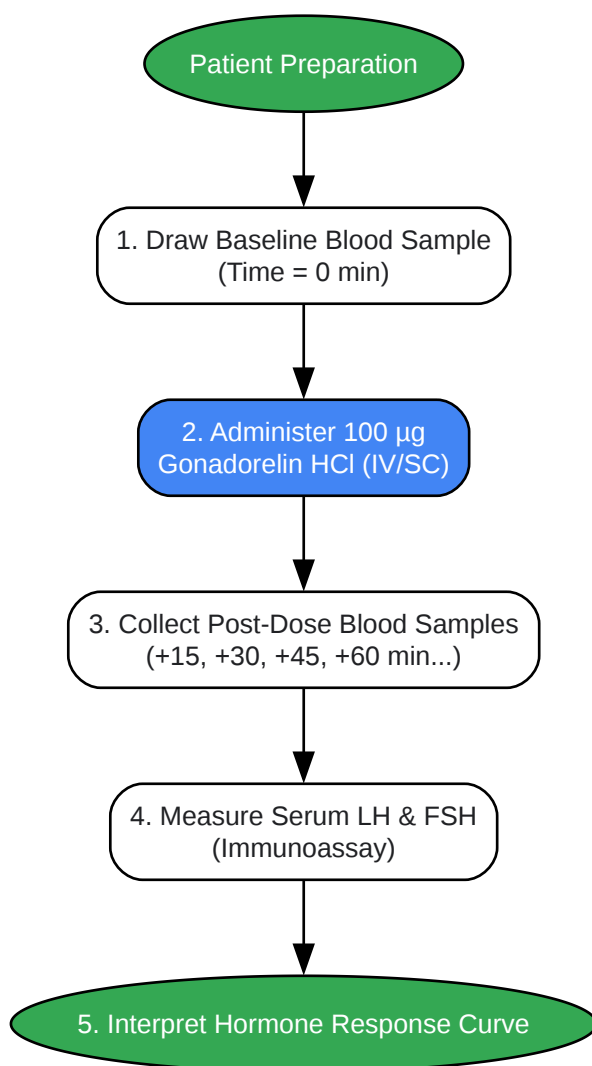 Patient Preparation
1. Draw Baseline Blood Sample
(Time = 0 min)
2. Administer 100 µg
Gonadorelin HCl (IV/SC)
3. Collect Post-Dose Blood Samples
(+15, +30, +45, +60 min...)
4. Measure Serum LH & FSH
(Immunoassay)
5. Interpret Hormone Response Curve